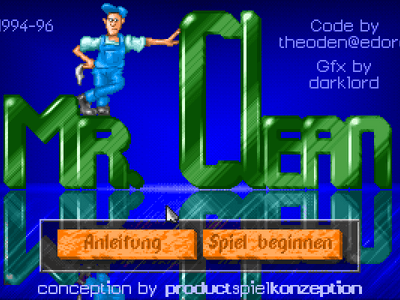 1994-96
Code by
theoden@edor
Gfx by
darklord
Mr. Clean
Anleitung
Spiel beginnen
conception by productspielkonzeption